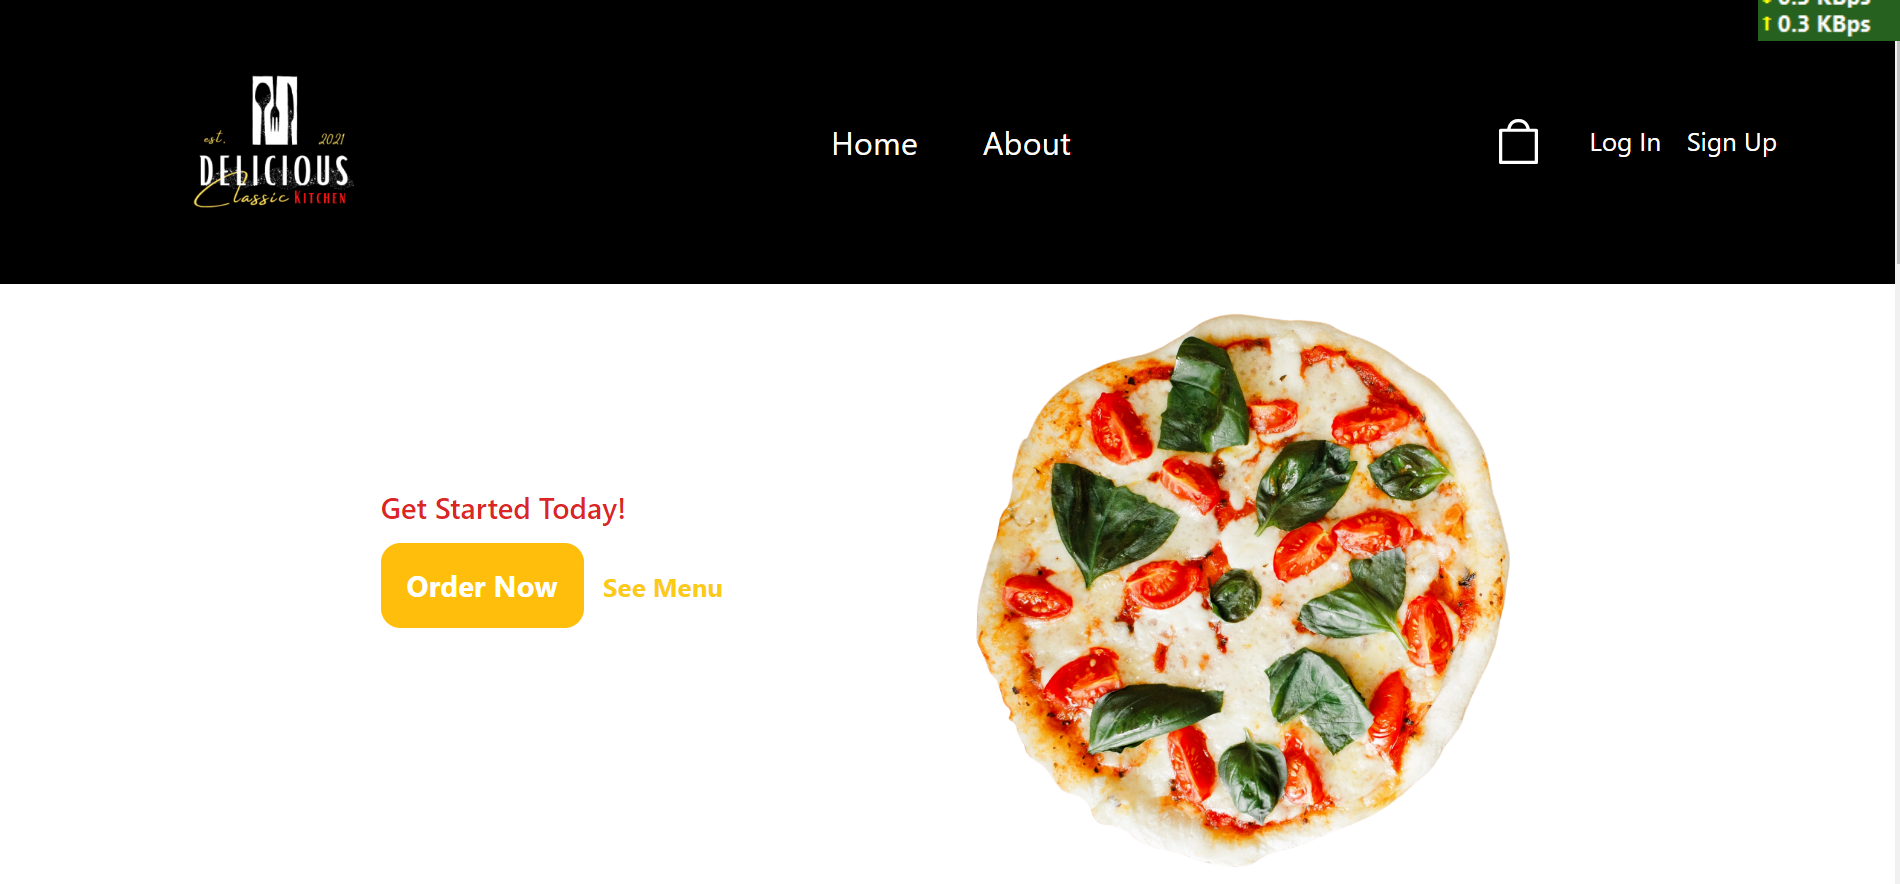 0.3 KBps
est. 2021
DELICIOUS
Classic KITCHEN
Home About
Log In Sign Up
Get Started Today!
Order Now See Menu